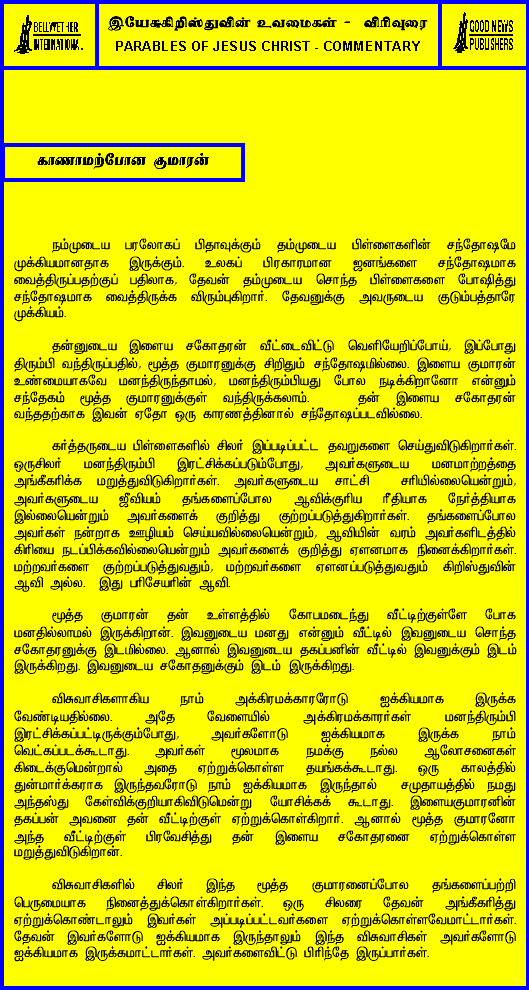 BELLWETHER
INTERNATIONAL
இயேசுகிறிஸ்துவின் உவமைகள் - விரிவுரை
PARABLES OF JESUS CHRIST - COMMENTARY
GOOD NEWS
PUBLISHERS
காணாமற்போன குமாரன்
நம்முடைய பரலோகப் பிதாவுக்கும் தம்முடைய பிள்ளைகளின் சந்தோஷமே
முக்கியமானதாக இருக்கும். உலகப் பிரகாரமான ஜனங்களை சந்தோஷமாக
வைத்திருப்பதற்குப் பதிலாக, தேவன் தம்முடைய சொந்த பிள்ளைகளை போஷித்து
சந்தோஷமாக வைத்திருக்க விரும்புகிறார். தேவனுக்கு அவருடைய குடும்பத்தாரே
முக்கியம்.
தன்னுடைய இளைய சகோதரன் வீட்டைவிட்டு வெளியேறிப்போய், இப்போது
திரும்பி வந்திருப்பதில், மூத்த குமாரனுக்கு சிறிதும் சந்தோஷமில்லை. இளைய குமாரன்
உண்மையாகவே மனந்திருந்தாமல், மனந்திரும்பியது போல நடிக்கிறானோ என்னும்
சந்தேகம் மூத்த குமாரனுக்குள் வந்திருக்கலாம். தன் இளைய சகோதரன்
வந்ததற்காக இவன் ஏதோ ஒரு காரணத்தினால் சந்தோஷப்படவில்லை.
கர்த்தருடைய பிள்ளைகளில் சிலர் இப்படிப்பட்ட தவறுகளை செய்துவிடுகிறார்கள்.
ஒருசிலர் மனந்திரும்பி இரட்சிக்கப்படும்போது, அவர்களுடைய மனமாற்றத்தை
அங்கீகரிக்க மறுத்துவிடுகிறார்கள். அவர்களுடைய சாட்சி சரியில்லையென்றும்,
அவர்களுடைய ஜீவியம் தங்களைப்போல ஆவிக்குரிய ரீதியாக நேர்த்தியாக
இல்லையென்றும் அவர்களைக் குறித்து குற்றப்படுத்துகிறார்கள். தங்களைப்போல
அவர்கள் நன்றாக ஊழியம் செய்யவில்லையென்றும், ஆவியின் வரம் அவர்களிடத்தில்
கிரியை நடப்பிக்கவில்லையென்றும் அவர்களைக் குறித்து ஏளனமாக நினைக்கிறார்கள்.
மற்றவர்களை குற்றப்படுத்துவதும், மற்றவர்களை ஏளனப்படுத்துவதும் கிறிஸ்துவின்
ஆவி அல்ல. இது பரிசேயரின் ஆவி.
மூத்த குமாரன் தன் உள்ளத்தில் கோபமடைந்து வீட்டிற்குள்ளே போக
மனதில்லாமல் இருக்கிறான். இவனுடைய மனது என்னும் வீட்டில் இவனுடைய சொந்த
சகோதரனுக்கு இடமில்லை. ஆனால் இவனுடைய தகப்பனின் வீட்டில் இவனுக்கும் இடம்
இருக்கிறது. இவனுடைய சகோதனுக்கும் இடம் இருக்கிறது.
விசுவாசிகளாகிய நாம் அக்கிரமக்காரரோடு ஐக்கியமாக இருக்க
வேண்டியதில்லை. அதே வேளையில் அக்கிரமக்காரர்கள் மனந்திரும்பி
இரட்சிக்கப்பட்டிருக்கும்போது, அவர்களோடு ஐக்கியமாக இருக்க நாம்
வெட்கப்படக்கூடாது. அவர்கள் மூலமாக நமக்கு நல்ல ஆலோசனைகள்
கிடைக்குமென்றால் அதை ஏற்றுக்கொள்ள தயங்கக்கூடாது. ஒரு காலத்தில்
துன்மார்க்கராக இருந்தவரோடு நாம் ஐக்கியமாக இருந்தால் சமுதாயத்தில் நமது
அந்தஸ்து கேள்விக்குறியாகிவிடுமென்று யோசிக்கக் கூடாது. இளையகுமாரனின்
தகப்பன் அவனை தன் வீட்டிற்குள் ஏற்றுக்கொள்கிறார். ஆனால் மூத்த குமாரனோ
அந்த வீட்டிற்குள் பிரவேசித்து தன் இளைய சகோதரனை ஏற்றுக்கொள்ள
மறுத்துவிடுகிறான்.
விசுவாசிகளில் சிலர் இந்த மூத்த குமாரனைப்போல தங்களைப்பற்றி
பெருமையாக நினைத்துக்கொள்கிறார்கள். ஒரு சிலரை தேவன் அங்கீகரித்து
ஏற்றுக்கொண்டாலும் இவர்கள் அப்படிப்பட்டவர்களை ஏற்றுக்கொள்ளவேமாட்டார்கள்.
தேவன் இவர்களோடு ஐக்கியமாக இருந்தாலும் இந்த விசுவாசிகள் அவர்களோடு
ஐக்கியமாக இருக்கமாட்டார்கள். அவர்களைவிட்டு பிரிந்தே இருப்பார்கள்.